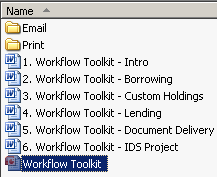 Name
Email
Print
1. Workflow Toolkit - Intro
2. Workflow Toolkit - Borrowing
3. Workflow Toolkit - Custom Holdings
4. Workflow Toolkit - Lending
5. Workflow Toolkit - Document Delivery
6. Workflow Toolkit - IDS Project
Workflow Toolkit